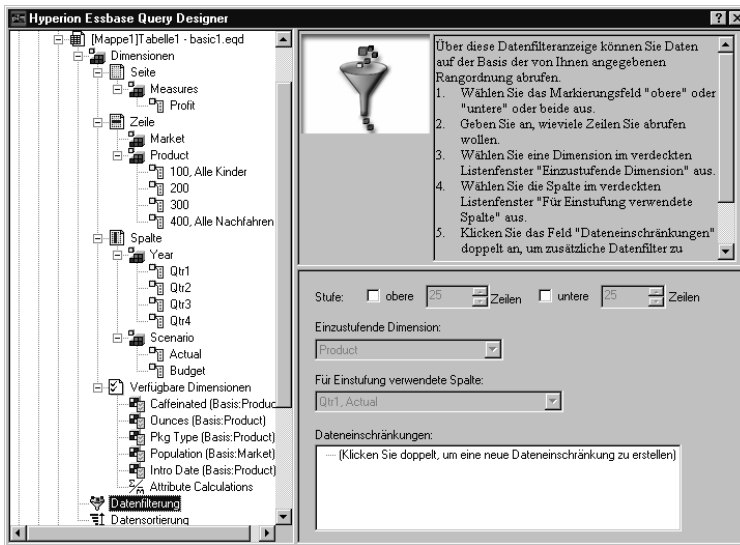 Hyperion Essbase Query Designer
[Mappe1]Tabelle1 - basic1.eqd
Dimensionen
Seite
Measures
Profit
Zeile
Market
Product
100, Alle Kinder
200
300
400, Alle Nachfahren
Spalte
Year
Qtr1
Qtr2
Qtr3
Qtr4
Scenario
Actual
Budget
Verfügbare Dimensionen
Caffeinated (Basis:Produc
Ounces (Basis:Product)
Pkg Type (Basis:Product)
Population (Basis:Market)
Intro Date (Basis:Product)
Attribute Calculations
Datenfilterung
Datensortierung
Über diese Datenfilteranzeige können Sie Daten
auf der Basis der von Ihnen angegebenen
Rangordnung abrufen.
1. Wählen Sie das Markierungsfeld "obere" oder
"untere" oder beide aus.
2. Geben Sie an, wieviele Zeilen Sie abrufen
wollen.
3. Wählen Sie eine Dimension im verdeckten
Listenfenster "Einzustufende Dimension" aus.
4. Wählen Sie die Spalte im verdeckten
Listenfenster "Für Einstufung verwendete
Spalte" aus.
5. Klicken Sie das Feld "Dateneinschränkungen"
doppelt an, um zusätzliche Datenfilter zu
Stufe: obere 25 Zeilen untere 25 Zeilen
Einzustufende Dimension:
Product
Für Einstufung verwendete Spalte:
Qtr1, Actual
Dateneinschränkungen:
(Klicken Sie doppelt, um eine neue Dateneinschränkung zu erstellen)